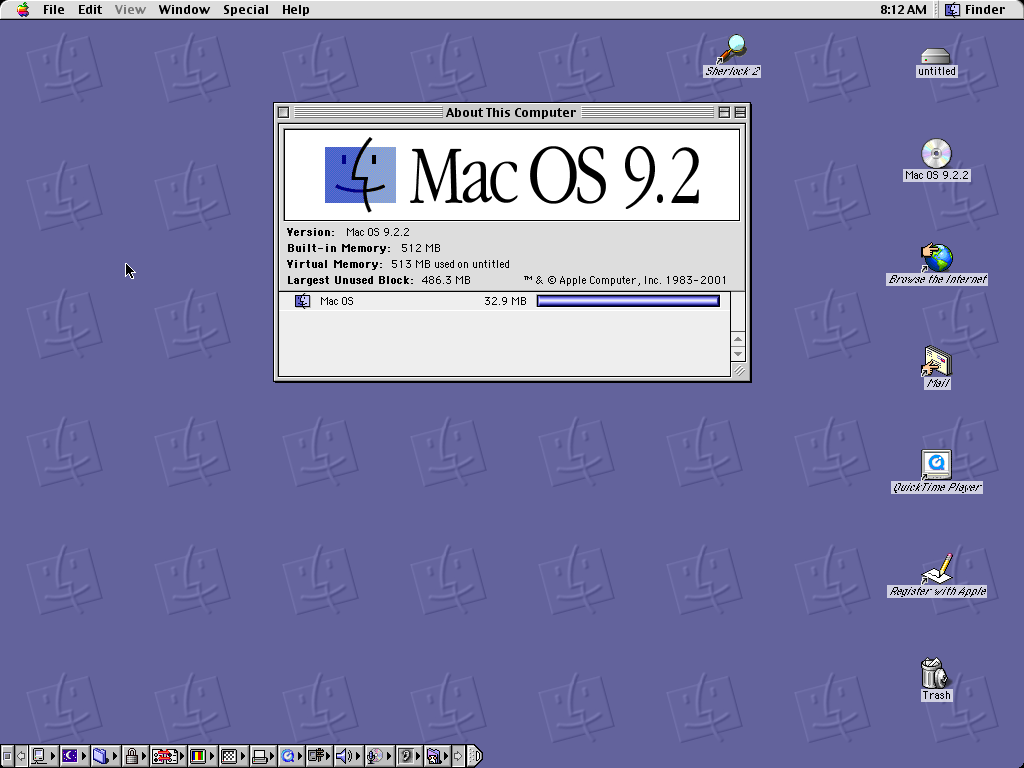 File Edit View Window Special Help 8:12 AM Finder
Sherlock 2
untitled
About This Computer
Mac OS 9.2
Mac OS 9.2.2
Version: Mac OS 9.2.2
Built-in Memory: 512 MB
Virtual Memory: 513 MB used on untitled
Largest Unused Block: 486.3 MB ™ & © Apple Computer, Inc. 1983-2001
Browse the Internet
Mac OS 32.9 MB
Mail
QuickTime Player
Register with Apple
Trash